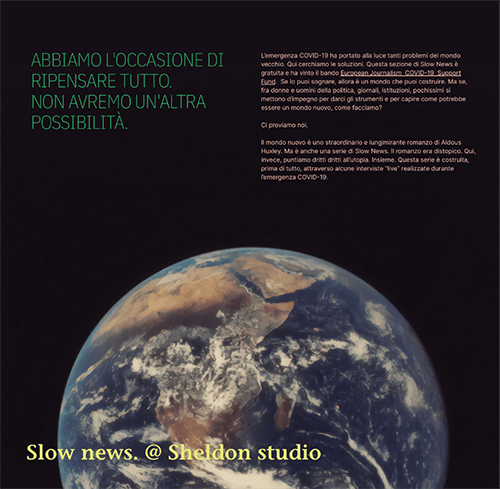 ABBIAMO L'OCCASIONE DI
RIPENSARE TUTTO.
NON AVREMO UN'ALTRA
POSSIBILITÀ.
L'emergenza COVID-19 ha portato alla luce tanti problemi del mondo
vecchio. Qui cerchiamo le soluzioni. Questa sezione di Slow News è
gratuita e ha vinto il bando European Journalism COVID-19 Support
Fund. Se lo puoi sognare, allora è un mondo che puoi costruire. Ma se,
fra donne e uomini della politica, giornali, istituzioni, pochissimi si
mettono d'impegno per darci gli strumenti e per capire come potrebbe
essere un mondo nuovo, come facciamo?
Ci proviamo noi.
Il mondo nuovo è uno straordinario e lungimirante romanzo di Aldous
Huxley. Ma è anche una serie di Slow News. Il romanzo era distopico. Qui,
invece, puntiamo dritti dritti all'utopia. Insieme. Questa serie è costruita,
prima di tutto, attraverso alcune interviste "live" realizzate durante
l'emergenza COVID-19.
Slow news. @ Sheldon studio